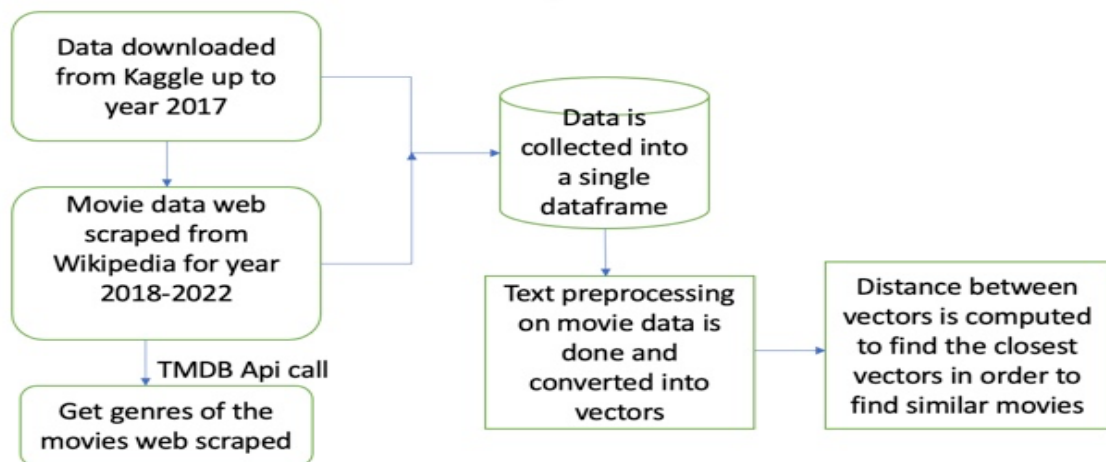 Data downloaded
from Kaggle up to
year 2017
Movie data web
scraped from
Wikipedia for year
2018-2022
TMDB Api call
Get genres of the
movies web scraped
Data is
collected into
a single
dataframe
Text preprocessing
on movie data is
done and
converted into
vectors
Distance between
vectors is computed
to find the closest
vectors in order to
find similar movies